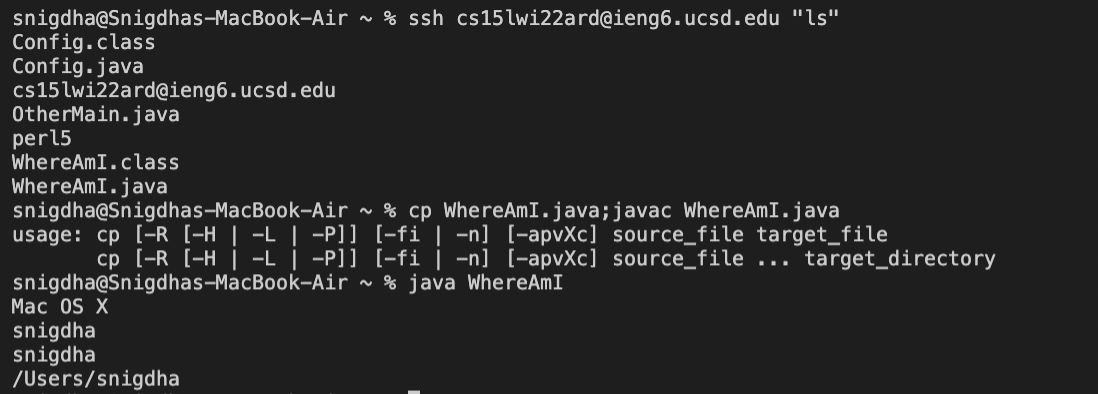 snigdha@Snigdhas-MacBook-Air ~ % ssh cs15lwi22ard@ieng6.ucsd.edu "ls"
Config.class
Config.java
cs15lwi22ard@ieng6.ucsd.edu
OtherMain.java
perl5
WhereAmI.class
WhereAmI.java
snigdha@Snigdhas-MacBook-Air ~ % cp WhereAmI.java;javac WhereAmI.java
usage: cp [-R [-H | -L | -P]] [-fi | -n] [-apvXc] source_file target_file
       cp [-R [-H | -L | -P]] [-fi | -n] [-apvXc] source_file ... target_directory
snigdha@Snigdhas-MacBook-Air ~ % java WhereAmI
Mac OS X
snigdha
snigdha
/Users/snigdha